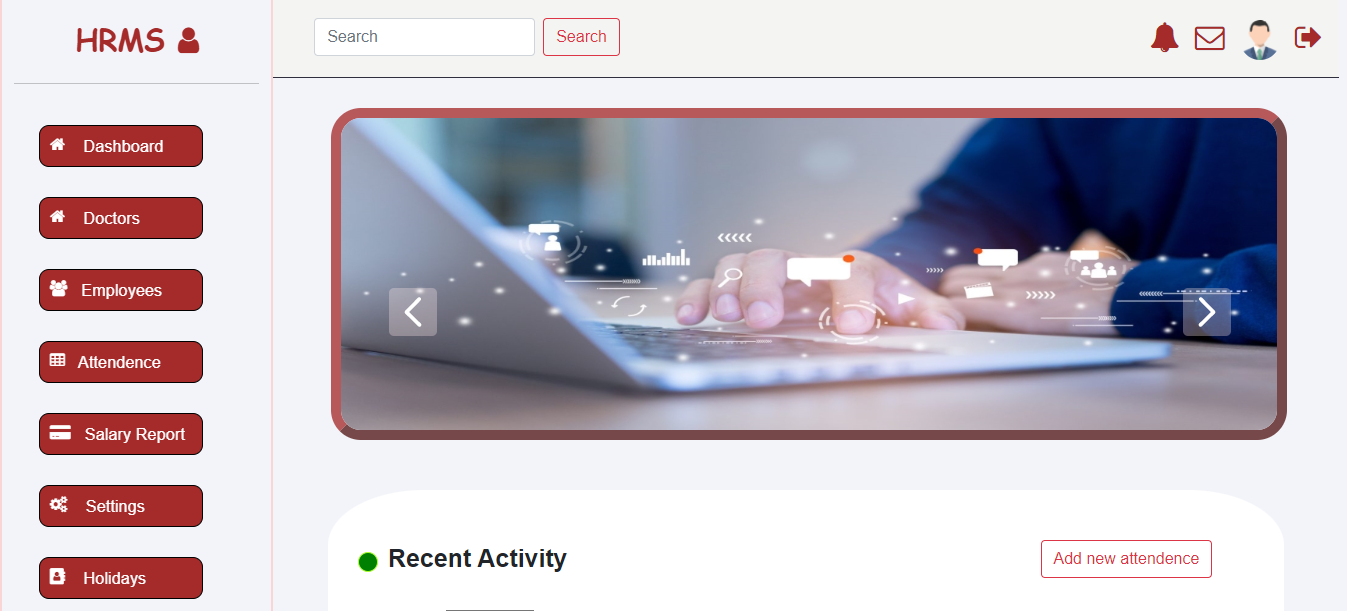 HRMS
Search
Search
Dashboard
Doctors
Employees
Attendence
Salary Report
Settings
Holidays
Recent Activity
Add new attendence